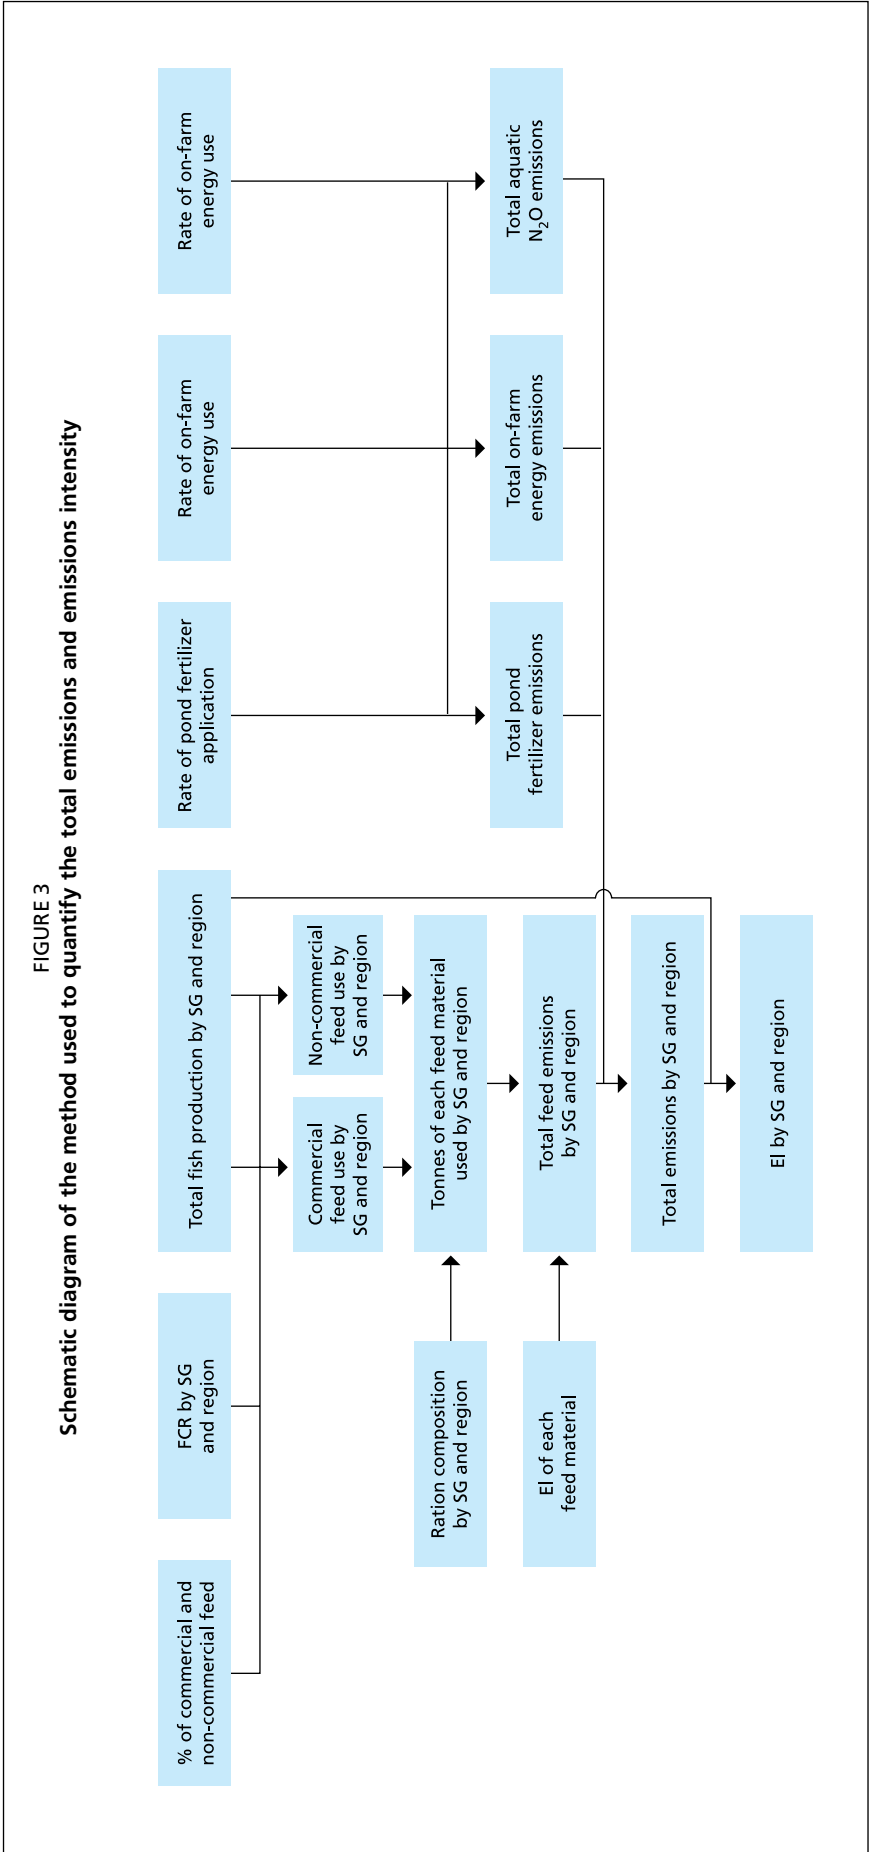 FIGURE 3
Schematic diagram of the method used to quantify the total emissions and emissions intensity
% of commercial and
non-commercial feed
FCR by SG
and region
Total fish production by SG and region
Rate of pond fertilizer
application
Rate of on-farm
energy use
Rate of on-farm
energy use
Commercial
feed use by
SG and region
Non-commercial
feed use by
SG and region
Ration composition
by SG and region
Tonnes of each feed material
used by SG and region
Total pond
fertilizer emissions
Total on-farm
energy emissions
Total aquatic
N₂O emissions
EI of each
feed material
Total feed emissions
by SG and region
Total emissions by SG and region
EI by SG and region